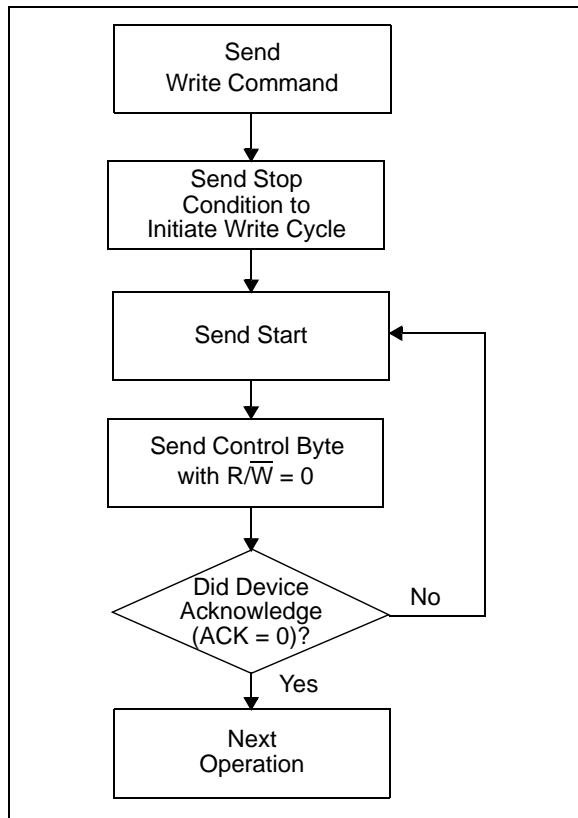 Send
Write Command
Send Stop
Condition to
Initiate Write Cycle
Send Start
Send Control Byte
with R/W̅ = 0
Did Device
Acknowledge
(ACK = 0)?
No
Yes
Next
Operation